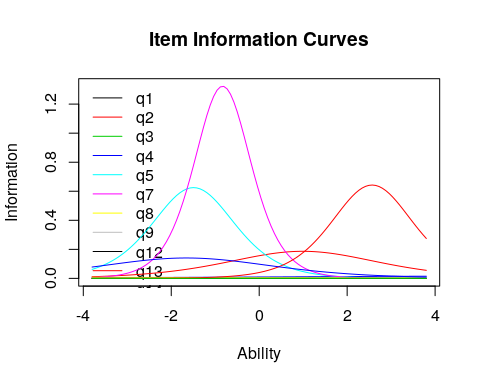 Item Information Curves
Information
0.0
0.4
0.8
1.2
q1
q2
q3
q4
q5
q7
q8
q9
q12
q13
-4
-2
0
2
4
Ability